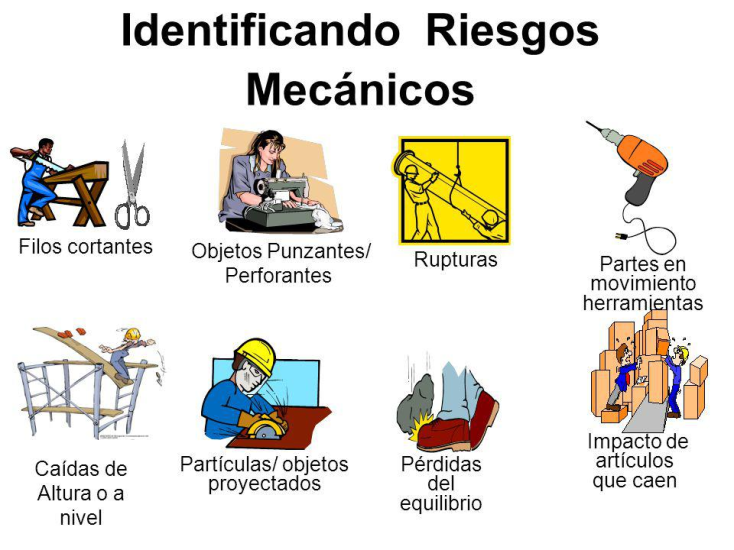 Identificando Riesgos
Mecánicos
Filos cortantes
Objetos Punzantes/
Perforantes
Rupturas
Partes en
movimiento
herramientas
Caídas de
Altura o a
nivel
Partículas/ objetos
proyectados
Pérdidas
del
equilibrio
Impacto de
artículos
que caen